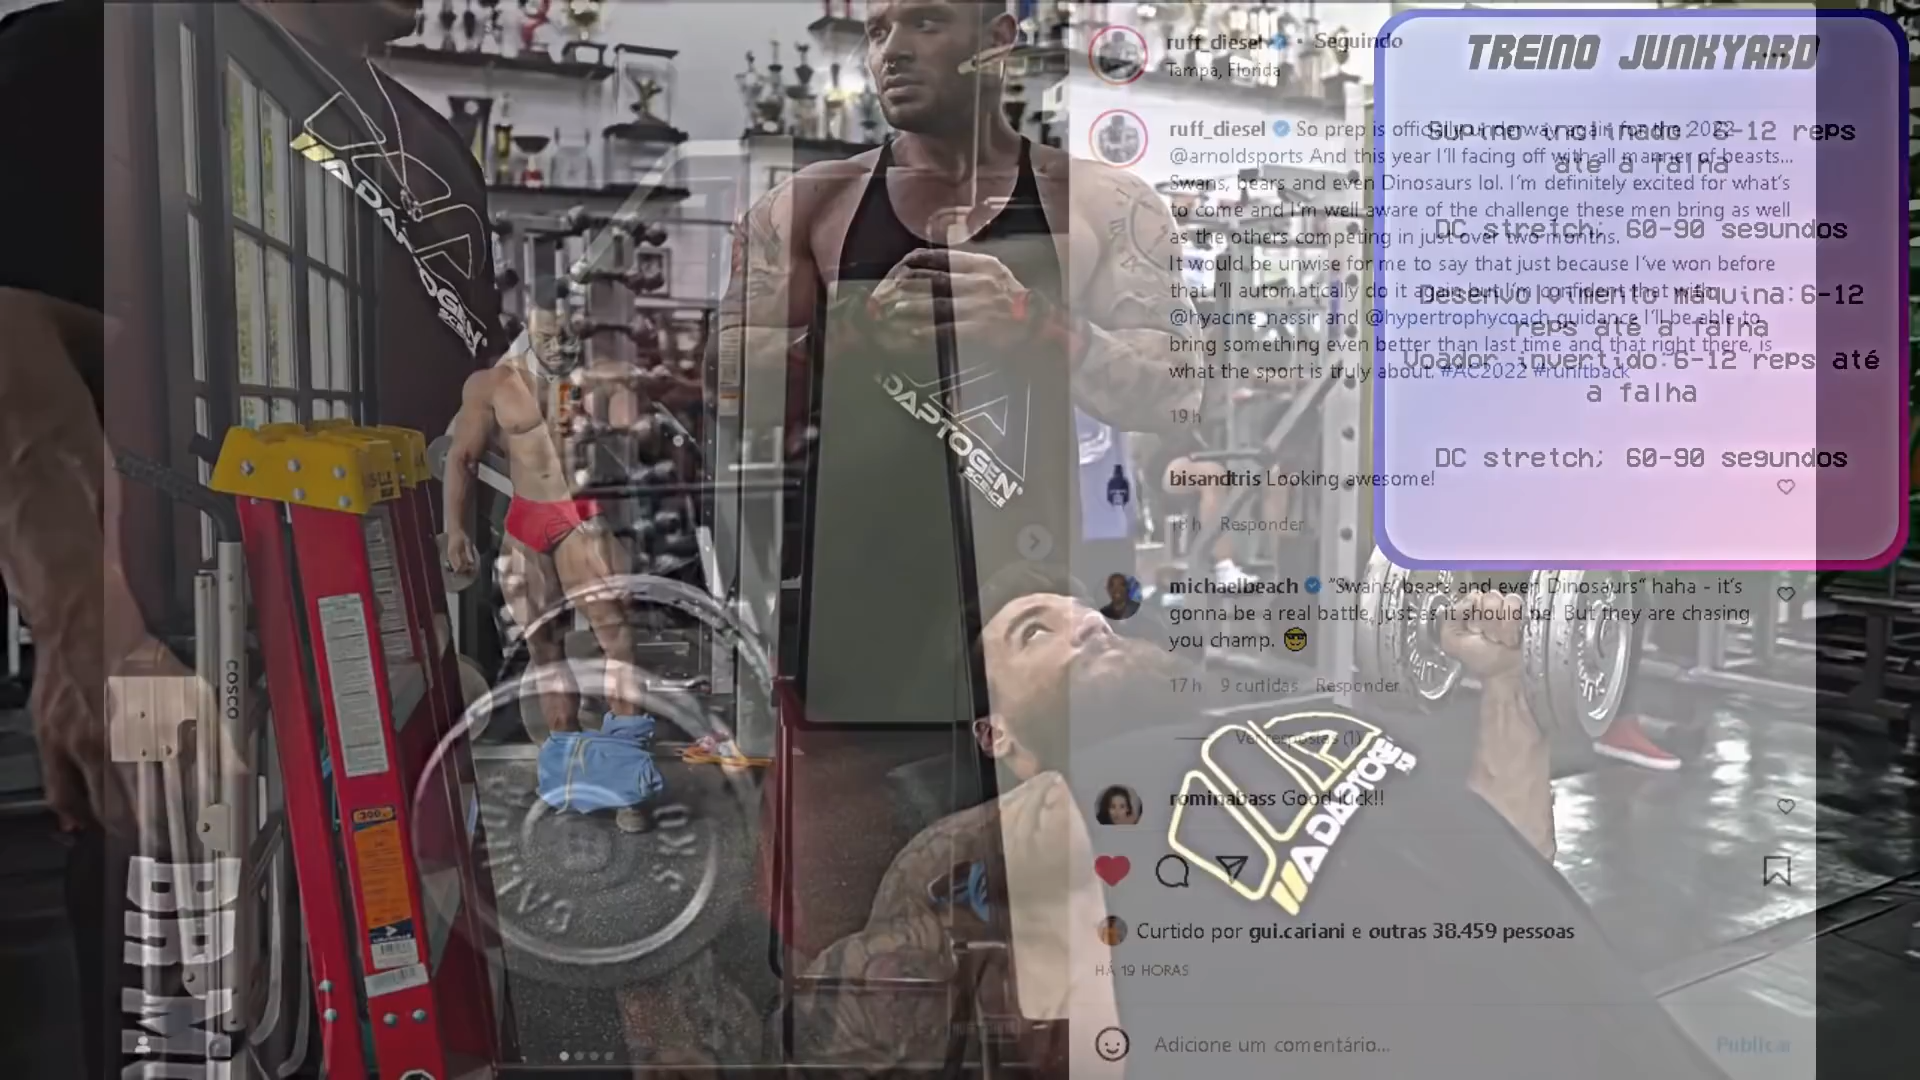 ruff_diesel • Seguindo
Tampa, Florida
ruff_diesel So prep is officially underway again for the 2022
@arnoldsports And this year I'll facing off with all manner of beasts...
Swans, bears and even Dinosaurs lol. I'm definitely excited for what's
to come and I'm well aware of the challenge these men bring as well
as the others competing in just over two months.
It would be unwise for me to say that just because I've won before
that I'll automatically do it again but I'm confident that with
@hyacine_nassir and @hypertrophycoach guidance I'll be able to
bring something even better than last time and that right there, is
what the sport is truly about. #AC2022 #runitback
19 h
bisandtris Looking awesome!
18 h Responder
michaelbeach "Swans, bears and even Dinosaurs" haha - it's
gonna be a real battle, just as it should be! But they are chasing
you champ. 😎
17 h 9 curtidas Responder
Ver respostas (1)
rominabass Good luck!!
Curtido por gui.cariani e outras 38.459 pessoas
HÁ 19 HORAS
Adicione um comentário...
Publicar
TREINO JUNKYARD
Supino inclinado: 6-12 reps
até a falha
DC stretch; 60-90 segundos
Desenvolvimento máquina:6-12
reps até a falha
Voador invertido:6-12 reps até
a falha
DC stretch; 60-90 segundos
ADAPTOGEN
SCIENCE
ADAPTOGEN
SCIENCE
ADAPTOGEN
COSCO
300